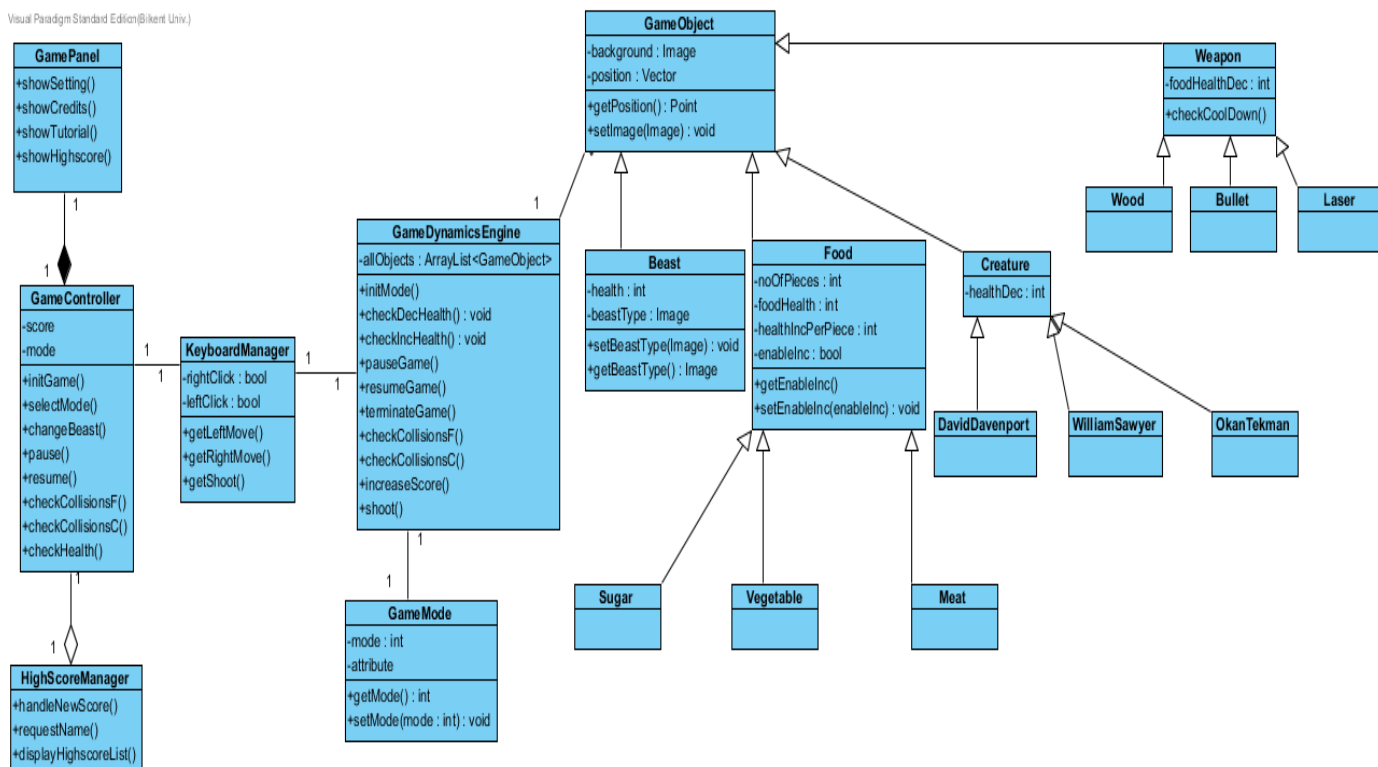 Visual Paradigm Standard Edition(Bilkent Univ.)
GamePanel
+showSetting()
+showCredits()
+showTutorial()
+showHighscore()
1
1
GameController
-score
-mode
+initGame()
+selectMode()
+changeBeast()
+pause()
+resume()
+checkCollisionsF()
+checkCollisionsC()
+checkHealth()
1
1
HighScoreManager
+handleNewScore()
+requestName()
+displayHighscoreList()
1
1
KeyboardManager
-rightClick : bool
-leftClick : bool
+getLeftMove()
+getRightMove()
+getShoot()
1
1
1
GameDynamicsEngine
-allObjects : ArrayList<GameObject>
+initMode()
+checkDecHealth() : void
+checkIncHealth() : void
+pauseGame()
+resumeGame()
+terminateGame()
+checkCollisionsF()
+checkCollisionsC()
+increaseScore()
+shoot()
1
1
GameMode
-mode : int
-attribute
+getMode() : int
+setMode(mode : int) : void
GameObject
-background : Image
-position : Vector
+getPosition() : Point
+setImage(Image) : void
Beast
-health : int
-beastType : Image
+setBeastType(Image) : void
+getBeastType() : Image
Food
-noOfPieces : int
-foodHealth : int
-healthIncPerPiece : int
-enableInc : bool
+getEnableInc()
+setEnableInc(enableInc) : void
Creature
-healthDec : int
Weapon
-foodHealthDec : int
+checkCoolDown()
Wood
Bullet
Laser
DavidDavenport
WilliamSawyer
OkanTekman
Sugar
Vegetable
Meat